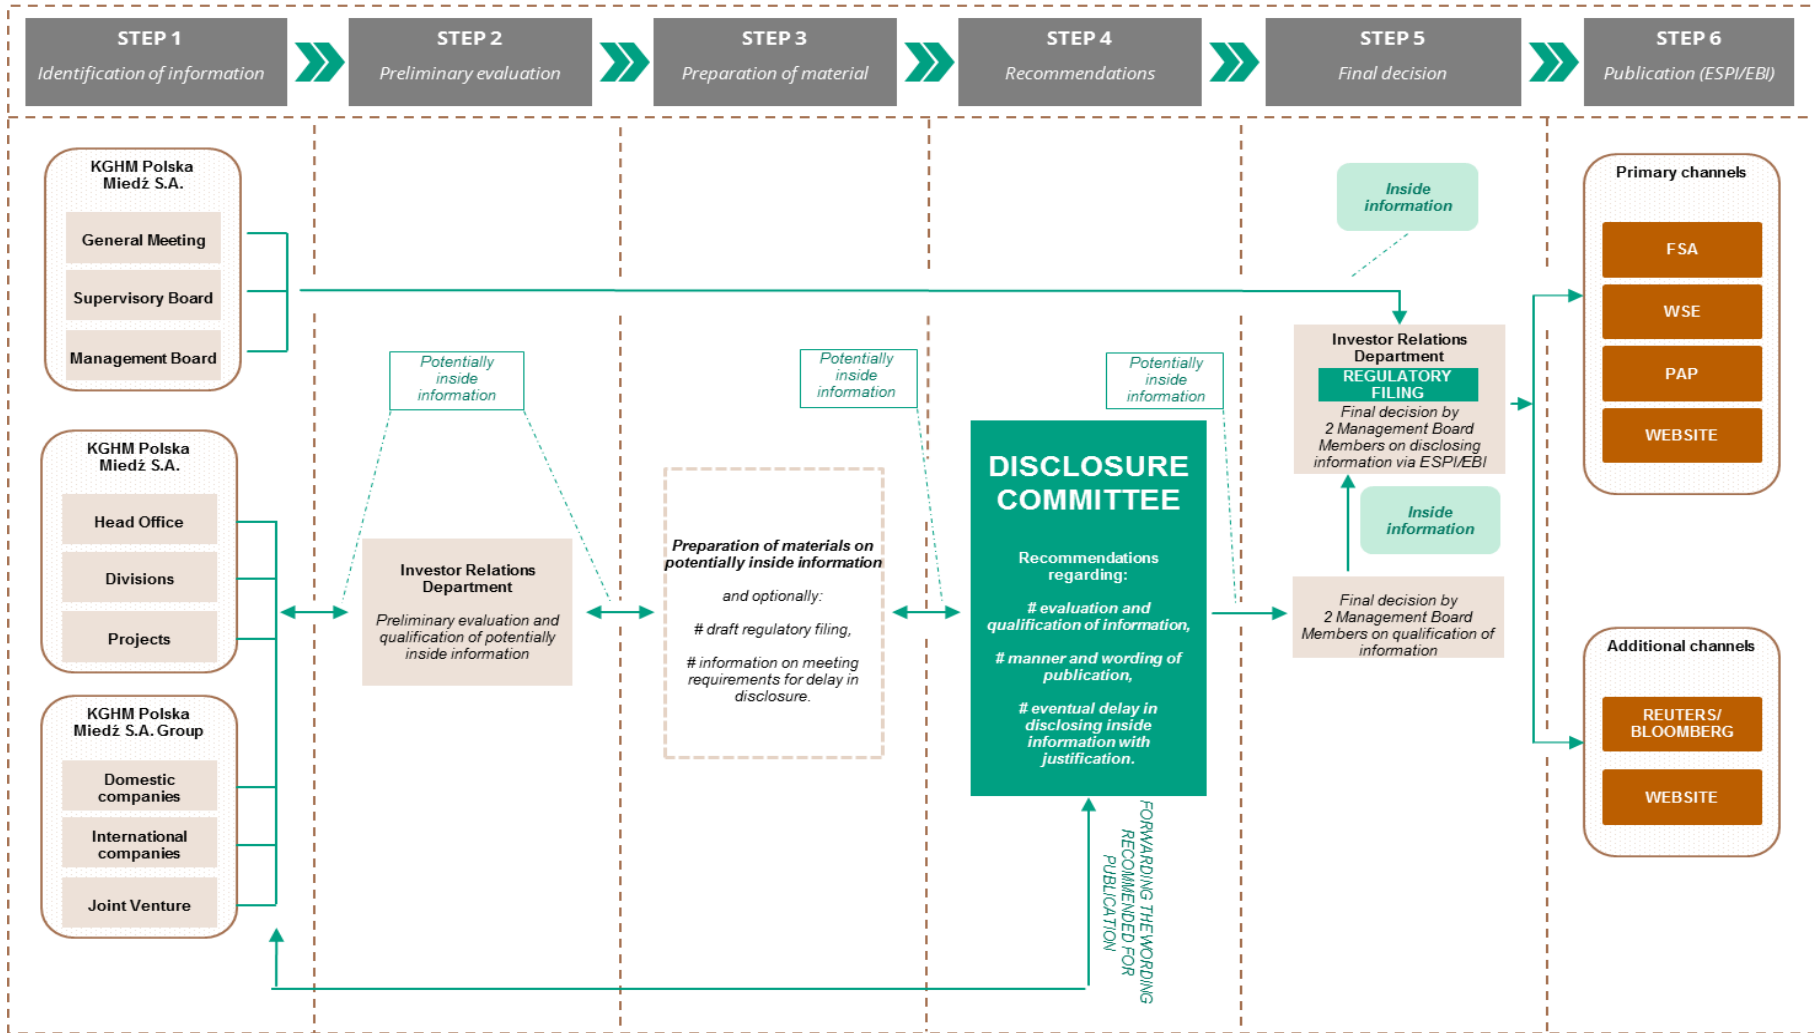 STEP 1
Identification of information
STEP 2
Preliminary evaluation
STEP 3
Preparation of material
STEP 4
Recommendations
STEP 5
Final decision
STEP 6
Publication (ESPI/EBI)
KGHM Polska
Miedź S.A.
General Meeting
Supervisory Board
Management Board
KGHM Polska
Miedź S.A.
Head Office
Divisions
Projects
KGHM Polska
Miedź S.A. Group
Domestic
companies
International
companies
Joint Venture
Potentially
inside
information
Investor Relations
Department
Preliminary evaluation and
qualification of potentially
inside information
Potentially
inside
information
Preparation of materials on
potentially inside information
and optionally:
# draft regulatory filing,
# information on meeting
requirements for delay in
disclosure.
Potentially
inside
information
DISCLOSURE
COMMITTEE
Recommendations
regarding:
# evaluation and
qualification of information,
# manner and wording of
publication,
# eventual delay in
disclosing inside
information with
justification.
FORWARDING THE WORDING
RECOMMENDED FOR
PUBLICATION
Inside
information
Investor Relations
Department
REGULATORY
FILING
Final decision by
2 Management Board
Members on disclosing
information via ESPI/EBI
Inside
information
Final decision by
2 Management Board
Members on qualification of
information
Primary channels
FSA
WSE
PAP
WEBSITE
Additional channels
REUTERS/
BLOOMBERG
WEBSITE